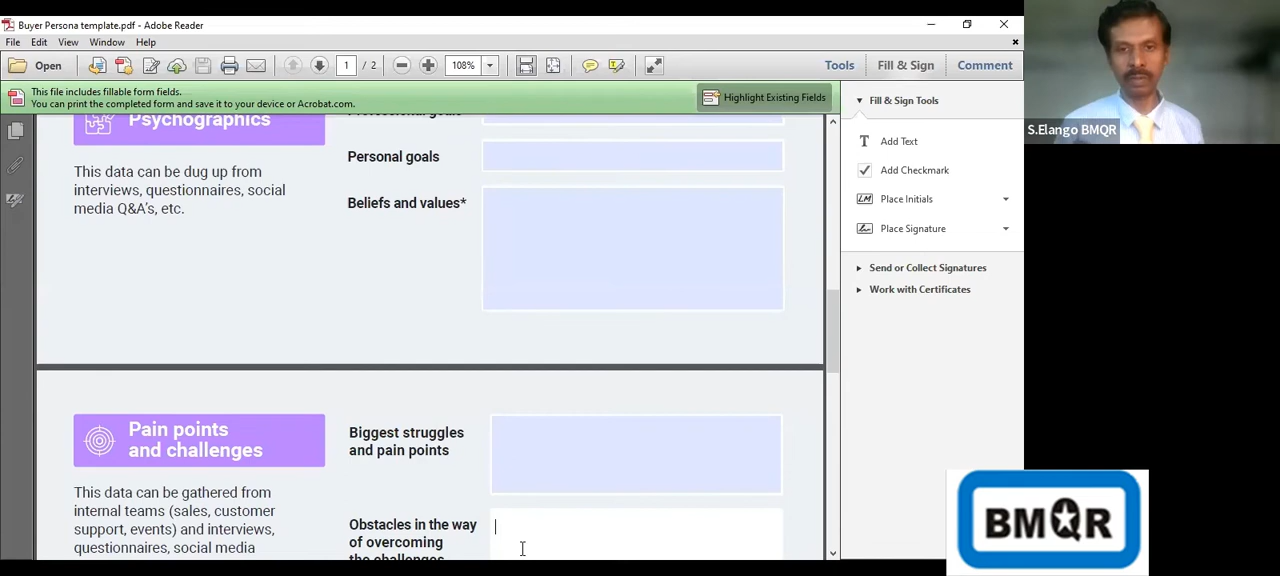 Buyer Persona template.pdf - Adobe Reader
File Edit View Window Help
Open 1 / 2 108% Tools Fill & Sign Comment
This file includes fillable form fields.
You can print the completed form and save it to your device or Acrobat.com.
Highlight Existing Fields
Psychographics
This data can be dug up from
interviews, questionnaires, social
media Q&A's, etc.
Professional goals
Personal goals
Beliefs and values*
Pain points
and challenges
This data can be gathered from
internal teams (sales, customer
support, events) and interviews,
questionnaires, social media
Biggest struggles
and pain points
Obstacles in the way
of overcoming
the challenges
Fill & Sign Tools
T Add Text
Add Checkmark
LM Place Initials
Place Signature
Send or Collect Signatures
Work with Certificates
S.Elango BMQR
BMQR